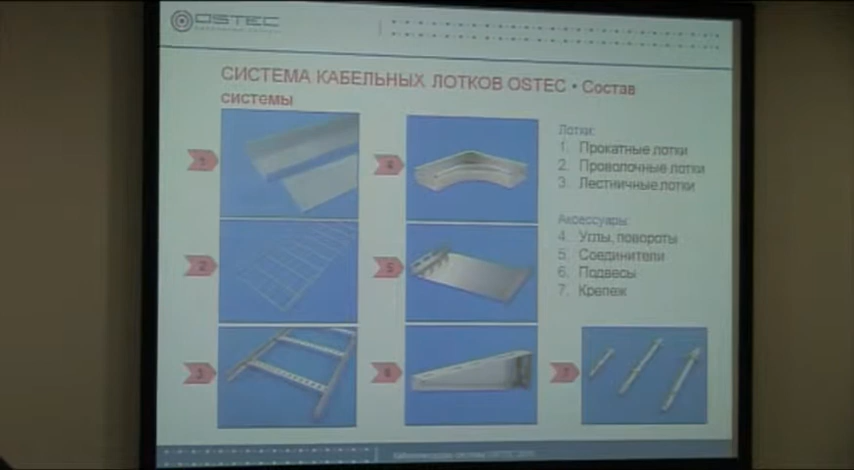 OSTEC
СИСТЕМА КАБЕЛЬНЫХ ЛОТКОВ OSTEC • Состав
системы
Лотки:
1. Прокатные лотки
2. Проволочные лотки
3. Лестничные лотки
Аксессуары:
4. Углы, повороты
5. Соединители
6. Подвесы
7. Крепеж
1
4
2
5
3
6
7